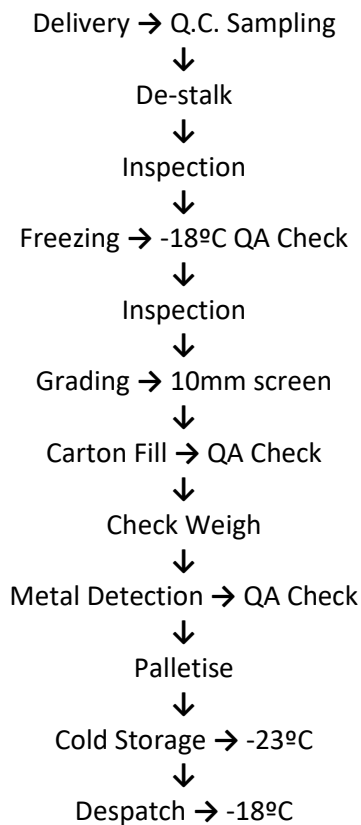 Delivery → Q.C. Sampling
↓
De-stalk
↓
Inspection
↓
Freezing → -18ºC QA Check
↓
Inspection
↓
Grading → 10mm screen
↓
Carton Fill → QA Check
↓
Check Weigh
↓
Metal Detection → QA Check
↓
Palletise
↓
Cold Storage → -23ºC
↓
Despatch → -18ºC